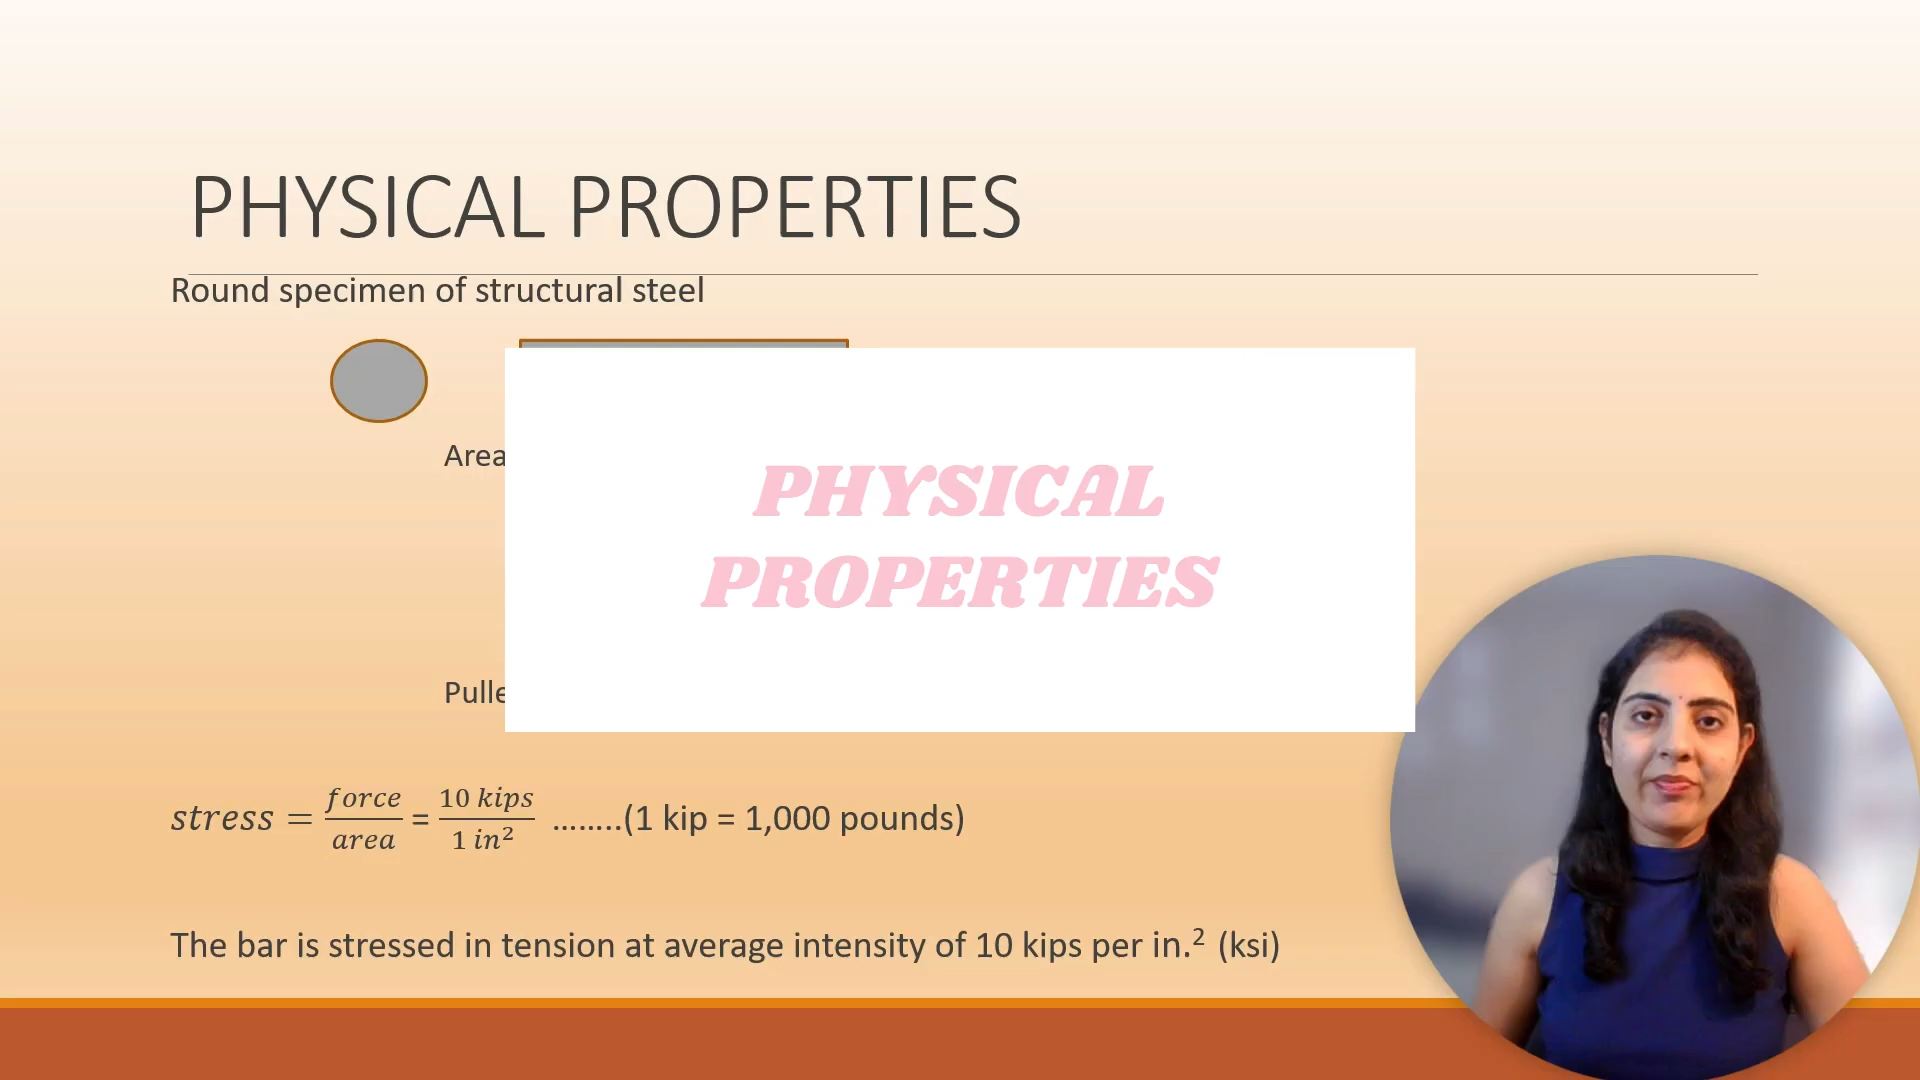 PHYSICAL PROPERTIES
Round specimen of structural steel
Area
PHYSICAL
PROPERTIES
Pulle
stress = force/area = 10 kips/1 in² ........(1 kip = 1,000 pounds)
The bar is stressed in tension at average intensity of 10 kips per in.² (ksi)